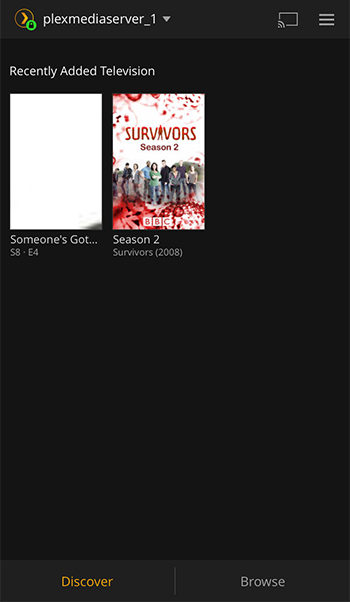 plexmediaserver_1
Recently Added Television
SURVIVORS
Season 2
BBC
Someone's Got...
S8 · E4
Season 2
Survivors (2008)
Discover
Browse